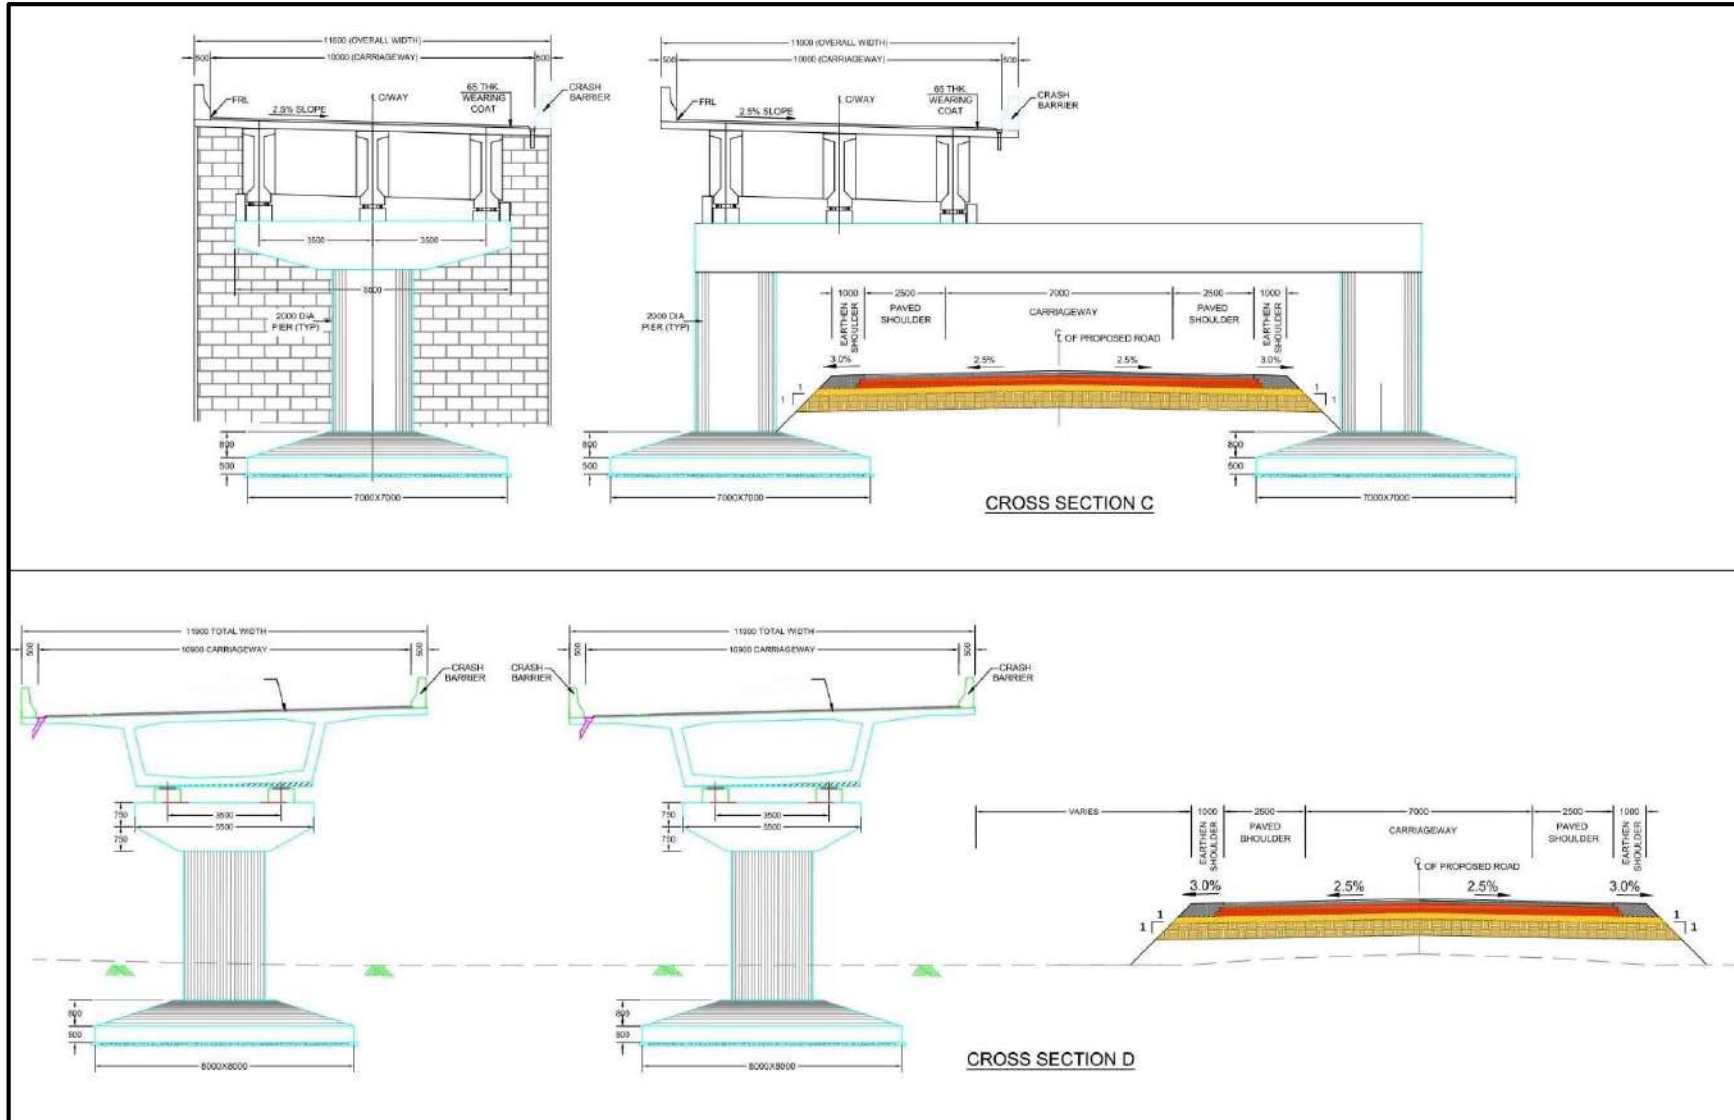 11000 (OVERALL WIDTH)
500
10000 (CARRIAGEWAY)
500
FRL
2.5% SLOPE
℄ C/WAY
65 THK.
WEARING
COAT
CRASH
BARRIER
3500
3500
8500
2000 DIA
PIER (TYP)
800
500
7000X7000
11000 (OVERALL WIDTH)
500
10000 (CARRIAGEWAY)
500
FRL
2.5% SLOPE
℄ C/WAY
65 THK.
WEARING
COAT
CRASH
BARRIER
2000 DIA
PIER (TYP)
1000
2500
7000
2500
1000
EARTHEN
SHOULDER
PAVED
SHOULDER
CARRIAGEWAY
PAVED
SHOULDER
EARTHEN
SHOULDER
℄ OF PROPOSED ROAD
3.0%
2.5%
2.5%
3.0%
1
1
1
1
800
500
7000X7000
800
500
7000X7000
CROSS SECTION C
11900 TOTAL WIDTH
500
10900 CARRIAGEWAY
500
CRASH
BARRIER
750
3500
5500
750
800
500
8000X8000
11900 TOTAL WIDTH
500
10900 CARRIAGEWAY
500
CRASH
BARRIER
CRASH
BARRIER
750
3500
5500
750
800
8000X8000
VARIES
1000
2500
7000
2500
1000
EARTHEN
SHOULDER
PAVED
SHOULDER
CARRIAGEWAY
PAVED
SHOULDER
EARTHEN
SHOULDER
℄ OF PROPOSED ROAD
3.0%
2.5%
2.5%
3.0%
1
1
1
1
CROSS SECTION D